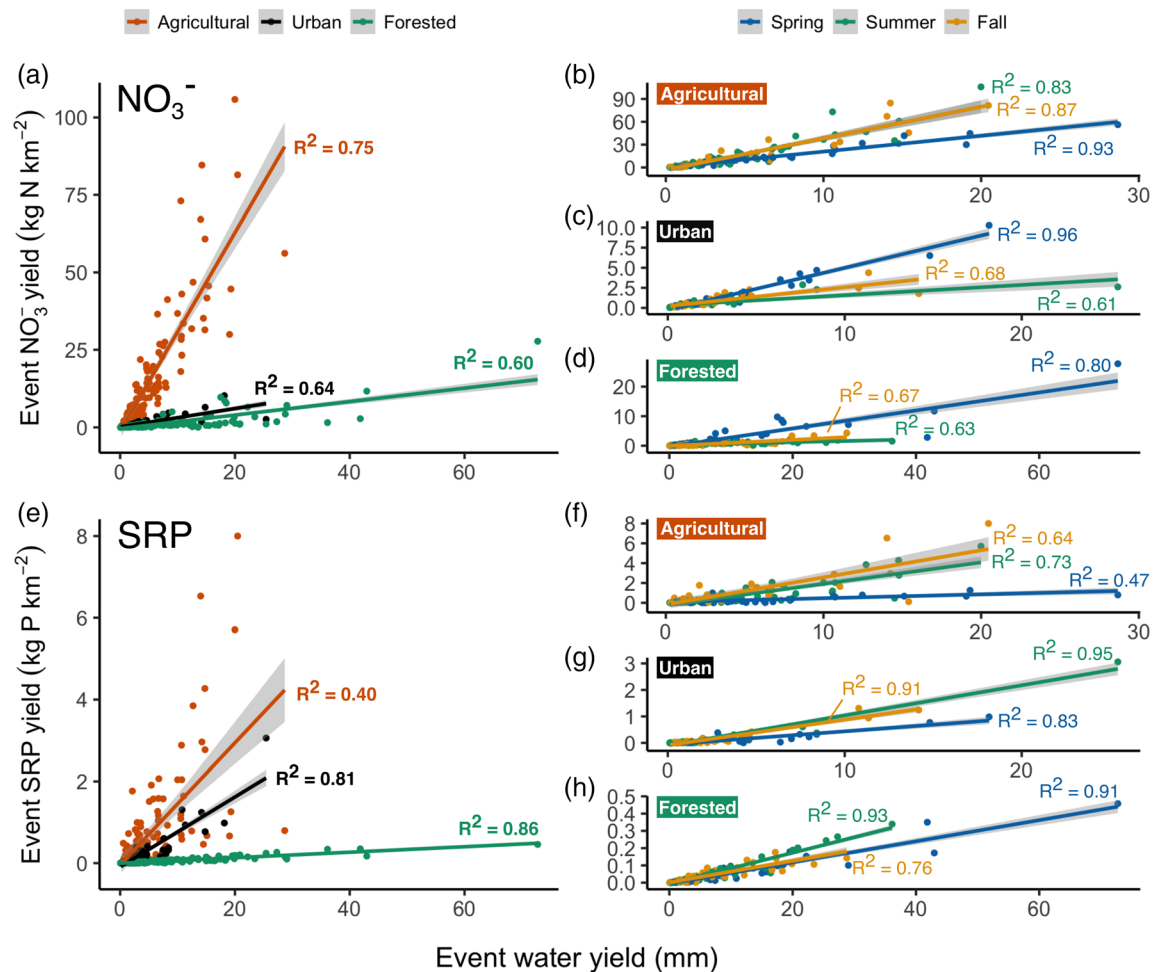 Agricultural Urban Forested
Spring Summer Fall
(a)
NO₃⁻
Event NO₃⁻ yield (kg N km⁻²)
100
75
50
25
0
R² = 0.75
R² = 0.64
R² = 0.60
0 20 40 60
(b)
Agricultural
90
60
30
0
R² = 0.83
R² = 0.87
R² = 0.93
0 10 20 30
(c)
Urban
10.0
7.5
5.0
2.5
0.0
R² = 0.96
R² = 0.68
R² = 0.61
0 10 20
(d)
Forested
20
10
0
R² = 0.80
R² = 0.67
R² = 0.63
0 20 40 60
(e)
SRP
Event SRP yield (kg P km⁻²)
8
6
4
2
0
R² = 0.40
R² = 0.81
R² = 0.86
0 20 40 60
(f)
Agricultural
8
6
4
2
0
R² = 0.64
R² = 0.73
R² = 0.47
0 10 20 30
(g)
Urban
3
2
1
0
R² = 0.95
R² = 0.91
R² = 0.83
0 10 20
(h)
Forested
0.5
0.4
0.3
0.2
0.1
0.0
R² = 0.91
R² = 0.93
R² = 0.76
0 20 40 60
Event water yield (mm)